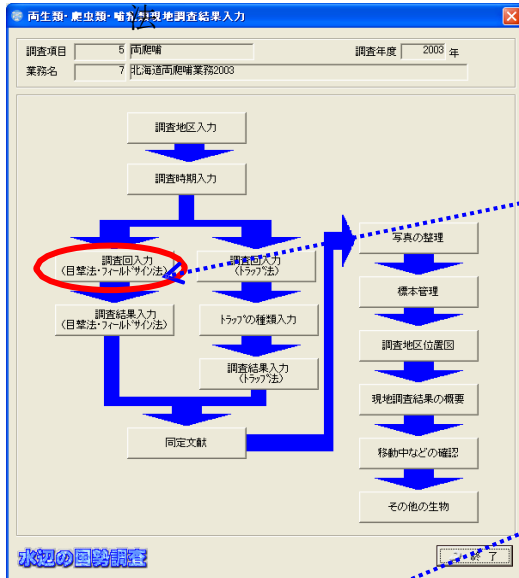 両生類・爬虫類・哺乳類現地調査結果入力
法
調査項目 5 両爬哺 調査年度 2003 年
業務名 7 北海道両爬哺業務2003
調査地区入力
調査時期入力
調査回入力
(目撃法・フィールドサイン法)
調査回入力
(トラップ法)
調査結果入力
(目撃法・フィールドサイン法)
トラップの種類入力
調査結果入力
(トラップ法)
同定文献
写真の整理
標本管理
調査地区位置図
現地調査結果の概要
移動中などの確認
その他の生物
水辺の国勢調査
終了